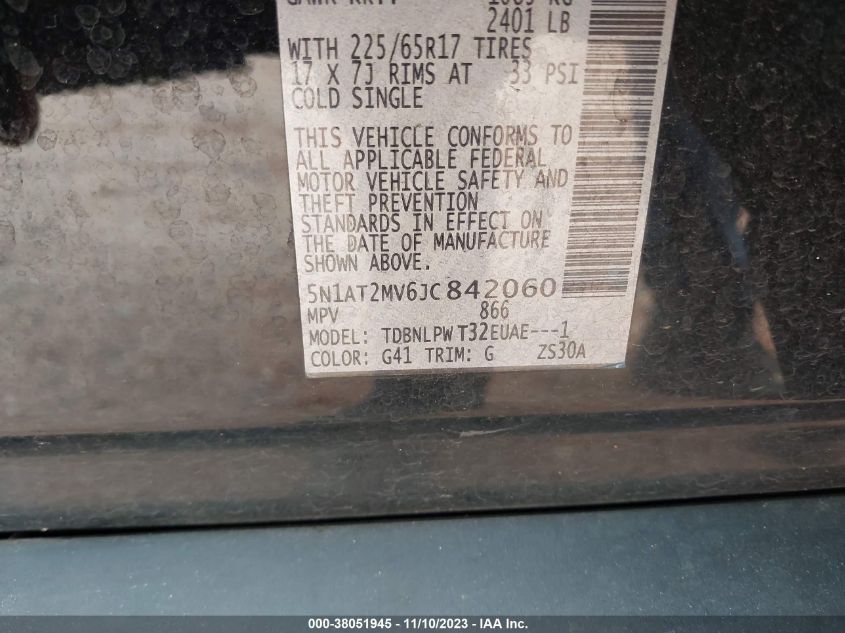 2401 LB
WITH 225/65R17 TIRES
17 X 7J RIMS AT 33 PSI
COLD SINGLE
THIS VEHICLE CONFORMS TO
ALL APPLICABLE FEDERAL
MOTOR VEHICLE SAFETY AND
THEFT PREVENTION
STANDARDS IN EFFECT ON
THE DATE OF MANUFACTURE
SHOWN ABOVE.
5N1AT2MV6JC842060
MPV 866
MODEL: TDBNLPWT32EUAE---1
COLOR: G41 TRIM: G ZS30A
000-38051945 - 11/10/2023 - IAA Inc.